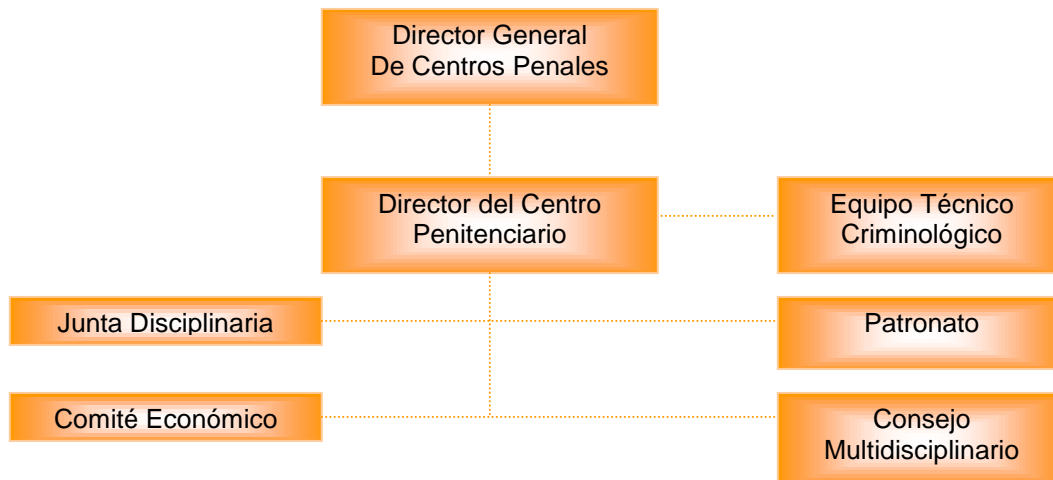 Director General
De Centros Penales
Director del Centro
Penitenciario
Equipo Técnico
Criminológico
Junta Disciplinaria
Patronato
Comité Económico
Consejo
Multidisciplinario